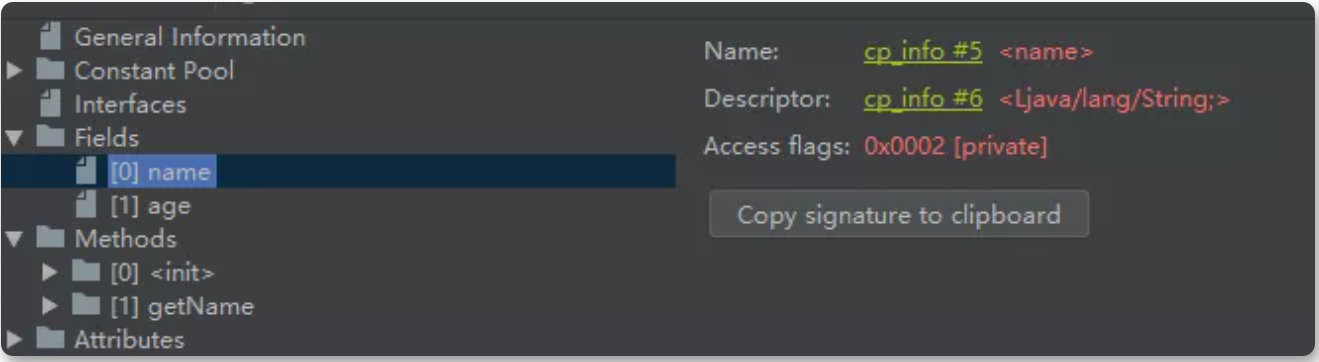 General Information
Constant Pool
Interfaces
Fields
[0] name
[1] age
Methods
[0] <init>
[1] getName
Attributes
Name: cp_info #5 <name>
Descriptor: cp_info #6 <Ljava/lang/String;>
Access flags: 0x0002 [private]
Copy signature to clipboard